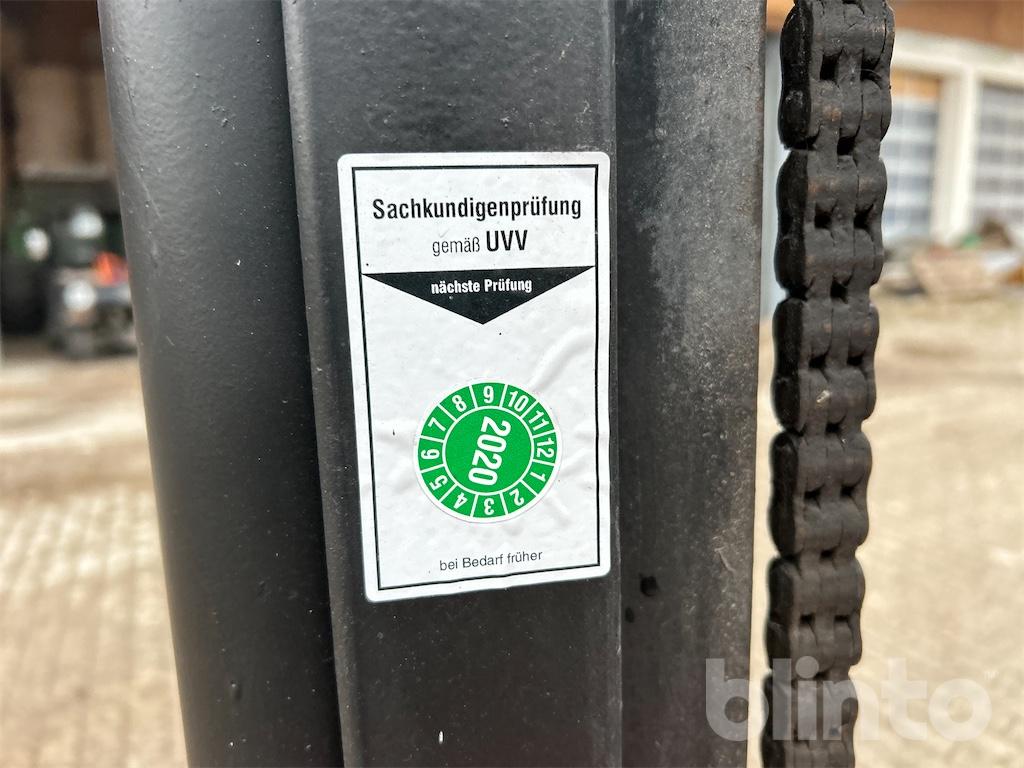 Sachkundigenprüfung
gemäß UVV
nächste Prüfung
9 10 11 12 1 2 3 4 5 6 7 8
2020
bei Bedarf früher
blinto